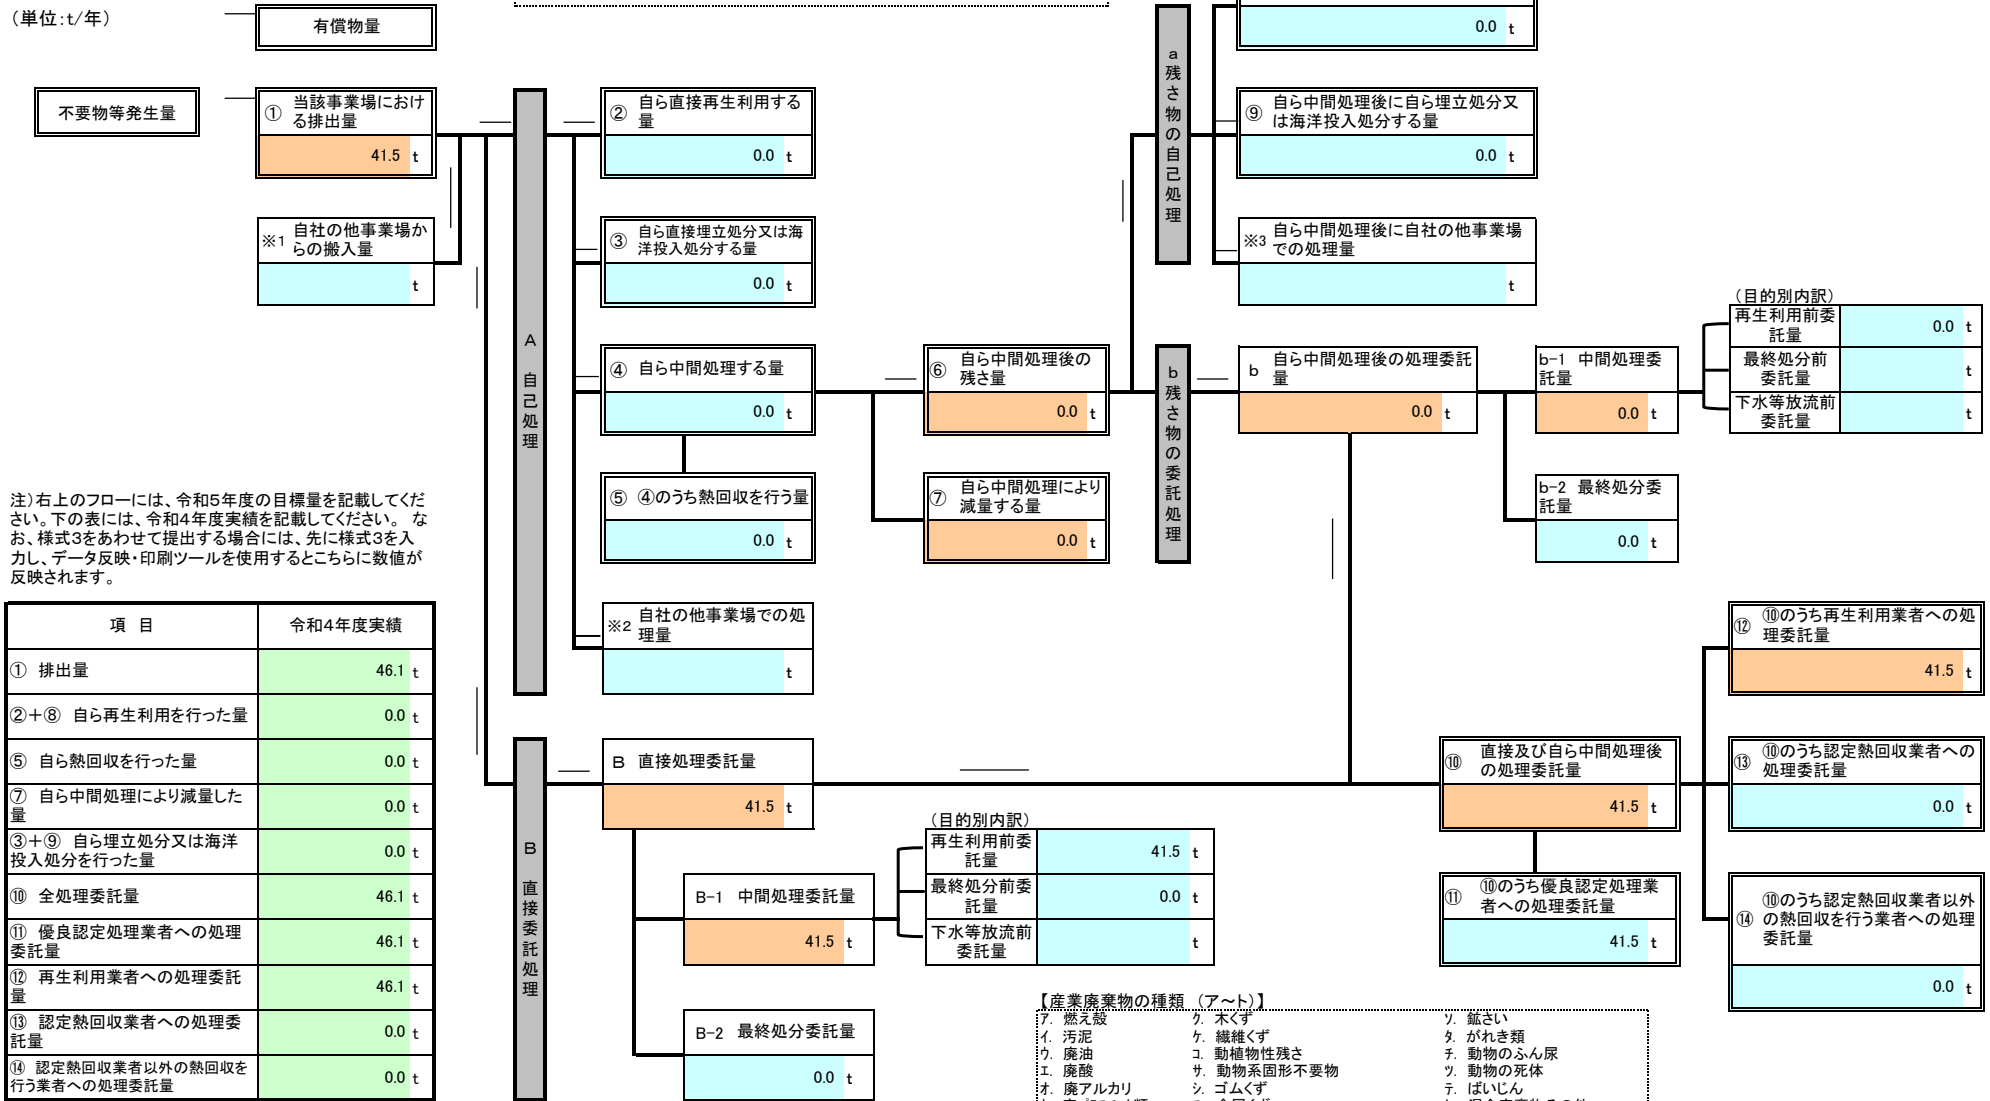 (単位:t/年)
有償物量
0.0 t
不要物等発生量
① 当該事業場におけ
る排出量
41.5 t
※1 自社の他事業場か
らの搬入量
t
A 自己処理
② 自ら直接再生利用する
量
0.0 t
③ 自ら直接埋立処分又は海
洋投入処分する量
0.0 t
④ 自ら中間処理する量
0.0 t
⑤ ④のうち熱回収を行う量
0.0 t
※2 自社の他事業場での処
理量
t
⑥ 自ら中間処理後の
残さ量
0.0 t
⑦ 自ら中間処理により
減量する量
0.0 t
a残さ物の自己処理
⑨ 自ら中間処理後に自ら埋立処分又
は海洋投入処分する量
0.0 t
※3 自ら中間処理後に自社の他事業場
での処理量
t
b残さ物の委託処理
b 自ら中間処理後の処理委託
量
0.0 t
b-1 中間処理委
託量
0.0 t
b-2 最終処分委
託量
0.0 t
(目的別内訳)
再生利用前委
託量
0.0 t
最終処分前
委託量
t
下水等放流前
委託量
t
注)右上のフローには、令和5年度の目標量を記載してくだ
さい。下の表には、令和4年度実績を記載してください。 な
お、様式3をあわせて提出する場合には、先に様式3を入
力し、データ反映・印刷ツールを使用するとこちらに数値が
反映されます。
項 目 令和4年度実績
① 排出量 46.1 t
②+⑧ 自ら再生利用を行った量 0.0 t
⑤ 自ら熱回収を行った量 0.0 t
⑦ 自ら中間処理により減量した
量 0.0 t
③+⑨ 自ら埋立処分又は海洋
投入処分を行った量 0.0 t
⑩ 全処理委託量 46.1 t
⑪ 優良認定処理業者への処理
委託量 46.1 t
⑫ 再生利用業者への処理委託
量 46.1 t
⑬ 認定熱回収業者への処理委
託量 0.0 t
⑭ 認定熱回収業者以外の熱回収を
行う業者への処理委託量 0.0 t
B 直接委託処理
B 直接処理委託量
41.5 t
B-1 中間処理委託量
41.5 t
B-2 最終処分委託量
0.0 t
(目的別内訳)
再生利用前委
託量
41.5 t
最終処分前委
託量
0.0 t
下水等放流前
委託量
t
⑩ 直接及び自ら中間処理後
の処理委託量
41.5 t
⑪ ⑩のうち優良認定処理業
者への処理委託量
41.5 t
⑫ ⑩のうち再生利用業者への処
理委託量
41.5 t
⑬ ⑩のうち認定熱回収業者への
処理委託量
0.0 t
⑭ ⑩のうち認定熱回収業者以外
の熱回収を行う業者への処理
委託量
0.0 t
【産業廃棄物の種類 (ア~ト)】
ア. 燃え殻 ク. 木くず ソ. 鉱さい
イ. 汚泥 ケ. 繊維くず タ. がれき類
ウ. 廃油 コ. 動植物性残さ チ. 動物のふん尿
エ. 廃酸 サ. 動物系固形不要物 ツ. 動物の死体
オ. 廃アルカリ シ. ゴムくず テ. ばいじん